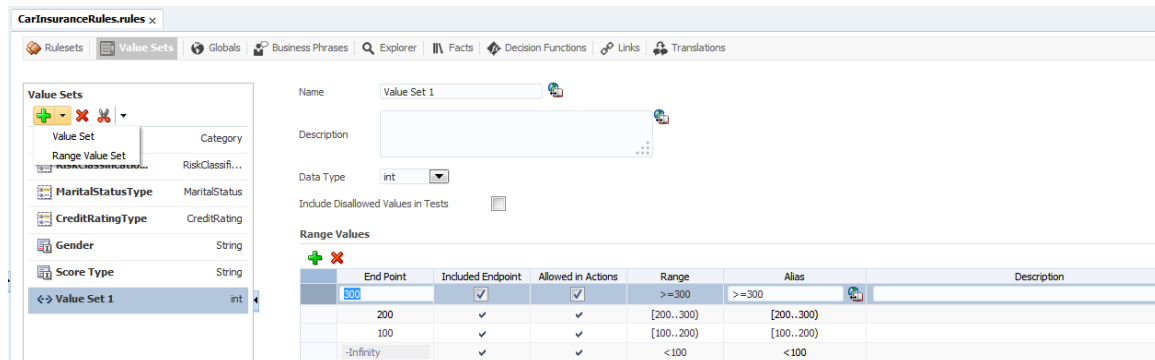 CarInsuranceRules.rules ×
Rulesets Value Sets Globals Business Phrases Explorer Facts Decision Functions Links Translations
Value Sets
Name Value Set 1
Value Set Category
Description
Range Value Set
RiskClassificatio... RiskClassifi...
Data Type int
MaritalStatusType MaritalStatus
Include Disallowed Values in Tests
CreditRatingType CreditRating
Range Values
Gender String
Score Type String
Value Set 1 int
End Point Included Endpoint Allowed in Actions Range Alias Description
300 >=300 >=300
200 [200..300) [200..300)
100 [100..200) [100..200)
-Infinity <100 <100